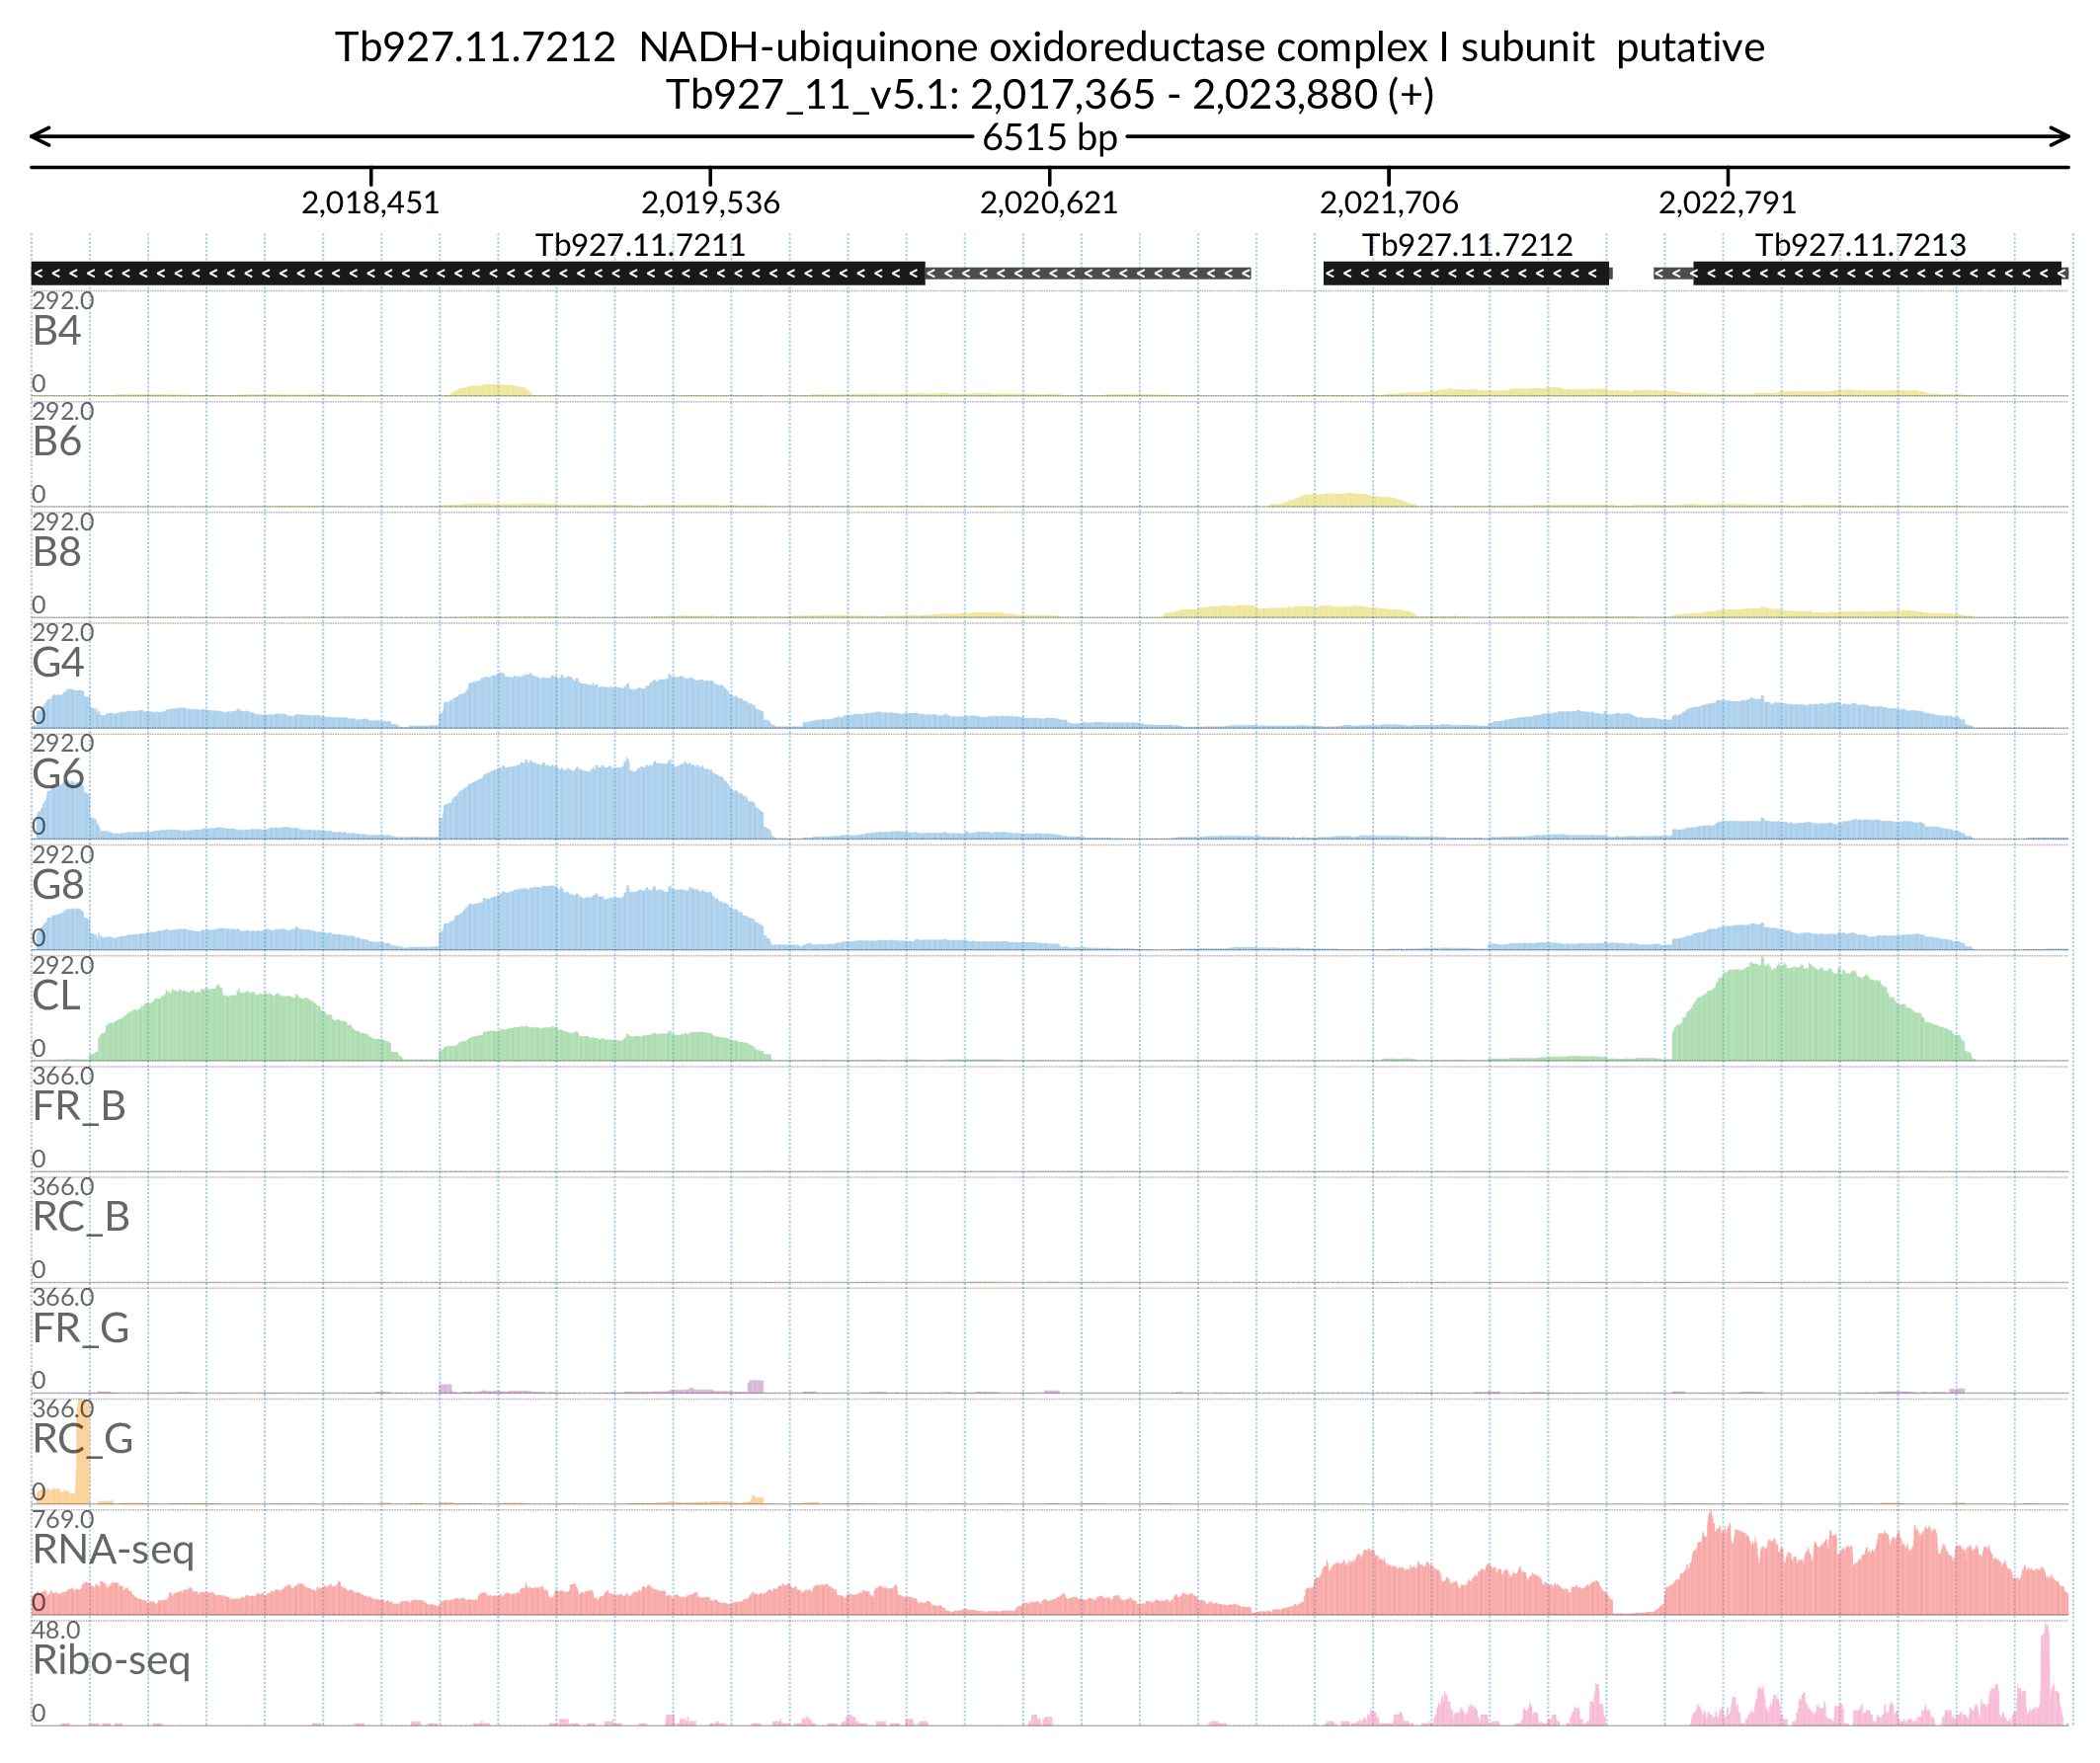 Tb927.11.7212  NADH-ubiquinone oxidoreductase complex I subunit  putative
Tb927_11_v5.1: 2,017,365 - 2,023,880 (+)
6515 bp
2,018,451 2,019,536 2,020,621 2,021,706 2,022,791
Tb927.11.7211 Tb927.11.7212 Tb927.11.7213
292.0
B4
0
292.0
B6
0
292.0
B8
0
292.0
G4
0
292.0
G6
0
292.0
G8
0
292.0
CL
0
366.0
FR_B
0
366.0
RC_B
0
366.0
FR_G
0
366.0
RC_G
0
769.0
RNA-seq
0
48.0
Ribo-seq
0